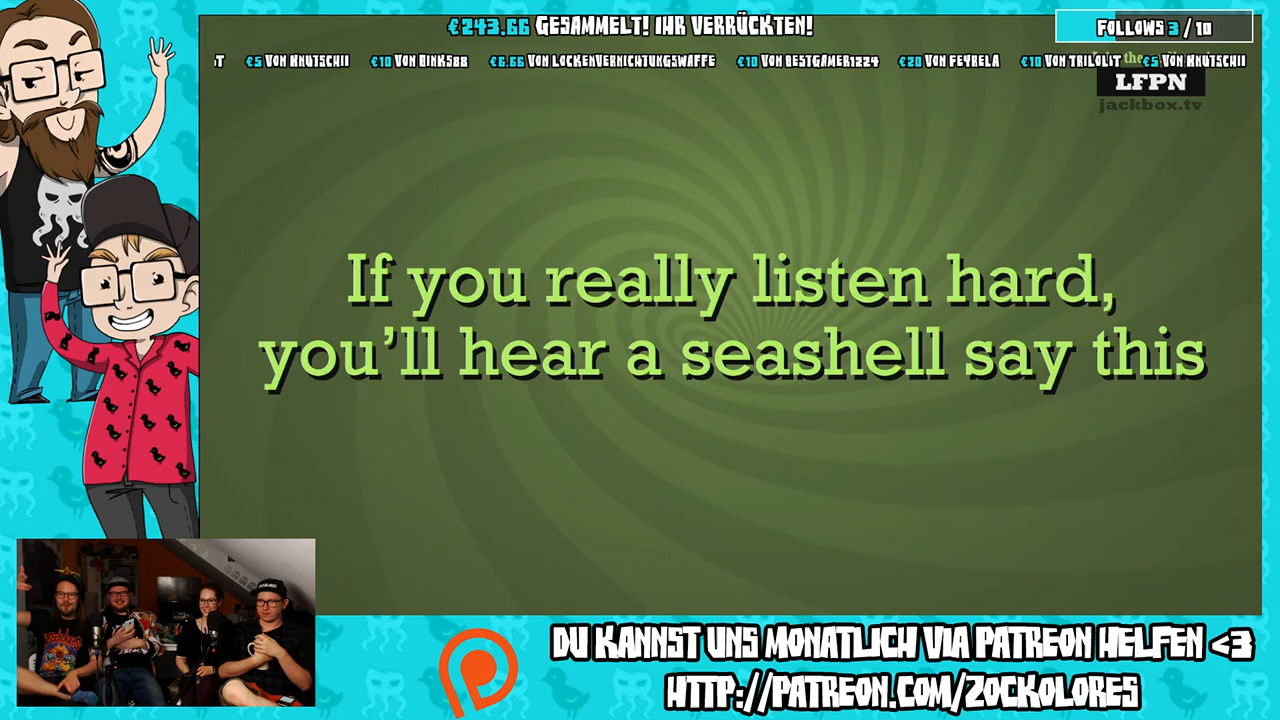 €243.66 GESAMMELT! IHR VERRÜCKTEN!
FOLLOWS 3 / 10
T €5 VON KNUTSCHII €10 VON DINK588 €6.66 VON LOCKENVERNICHTUNGSWAFFE €10 VON BESTGAMER1224 €20 VON FEYRELA €10 VON TRILOLIT €5 VON KNUTSCHII
the
LFPN
jackbox.tv
If you really listen hard,
you'll hear a seashell say this
DU KANNST UNS MONATLICH VIA PATREON HELFEN <3
HTTP://PATREON.COM/ZOCKOLORES